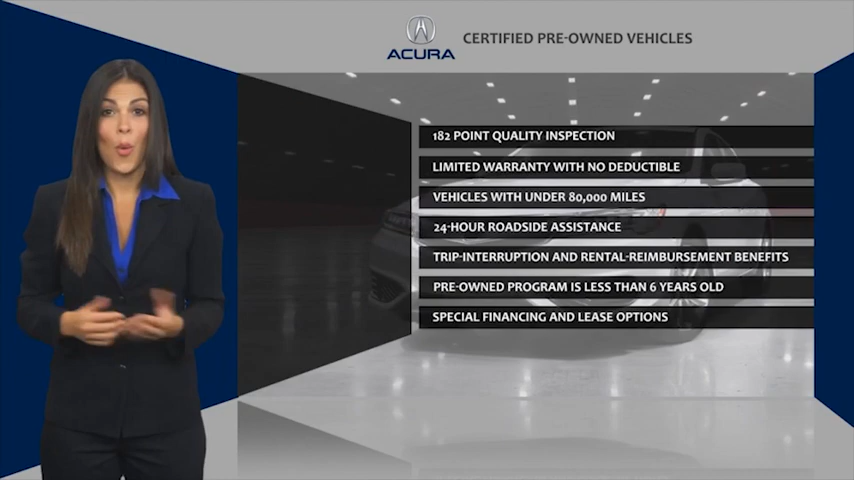 ACURA
CERTIFIED PRE-OWNED VEHICLES
182 POINT QUALITY INSPECTION
LIMITED WARRANTY WITH NO DEDUCTIBLE
VEHICLES WITH UNDER 80,000 MILES
24-HOUR ROADSIDE ASSISTANCE
TRIP-INTERRUPTION AND RENTAL-REIMBURSEMENT BENEFITS
PRE-OWNED PROGRAM IS LESS THAN 6 YEARS OLD
SPECIAL FINANCING AND LEASE OPTIONS